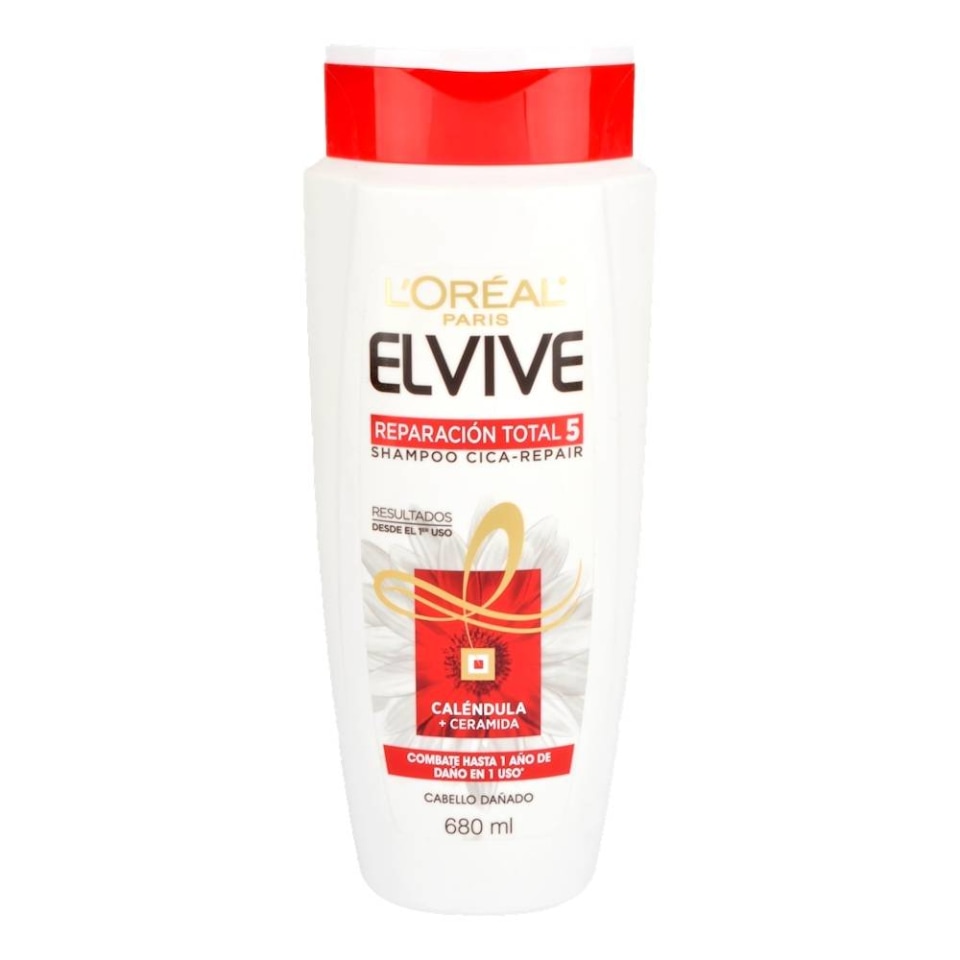 L'ORÉAL
PARIS
ELVIVE
REPARACIÓN TOTAL 5
SHAMPOO CICA-REPAIR
RESULTADOS
DESDE EL 1ER USO
CALÉNDULA
+ CERAMIDA
COMBATE HASTA 1 AÑO DE
DAÑO EN 1 USO*
CABELLO DAÑADO
680 ml